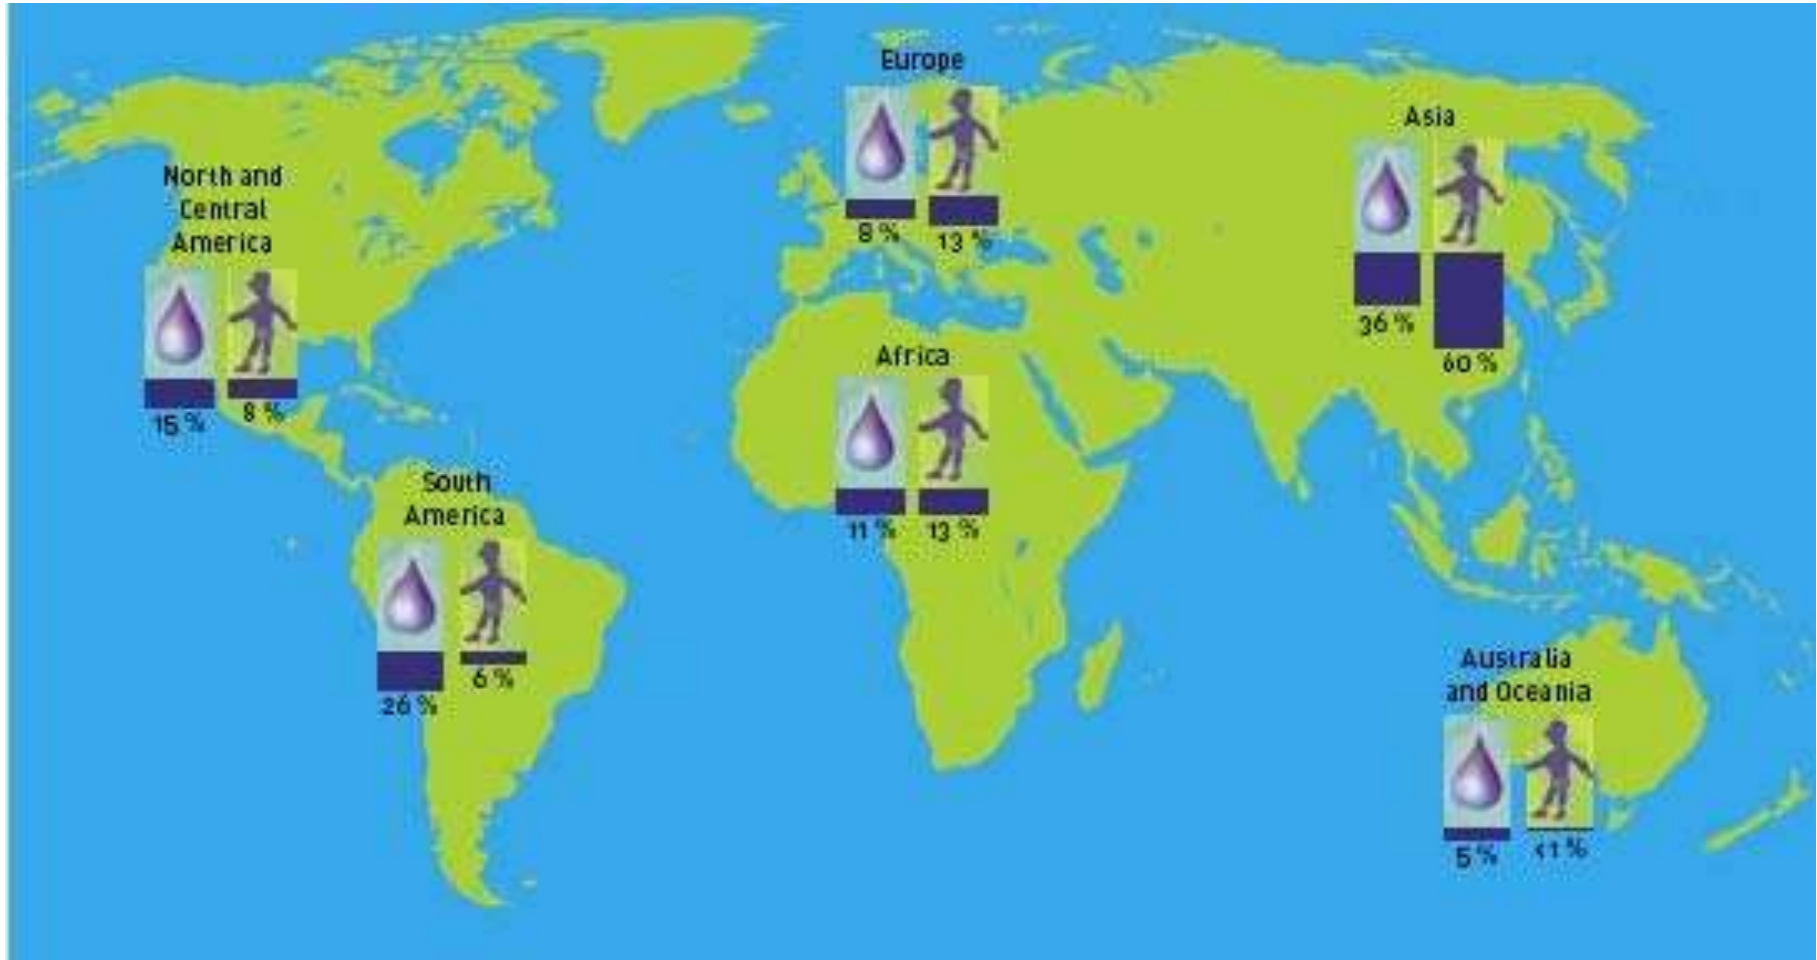 Europe
8 % 13 %
Asia
36 %
60 %
North and
Central
America
15 % 8 %
Africa
11 % 13 %
South
America
26 % 6 %
Australia
and Oceania
5 % <1 %